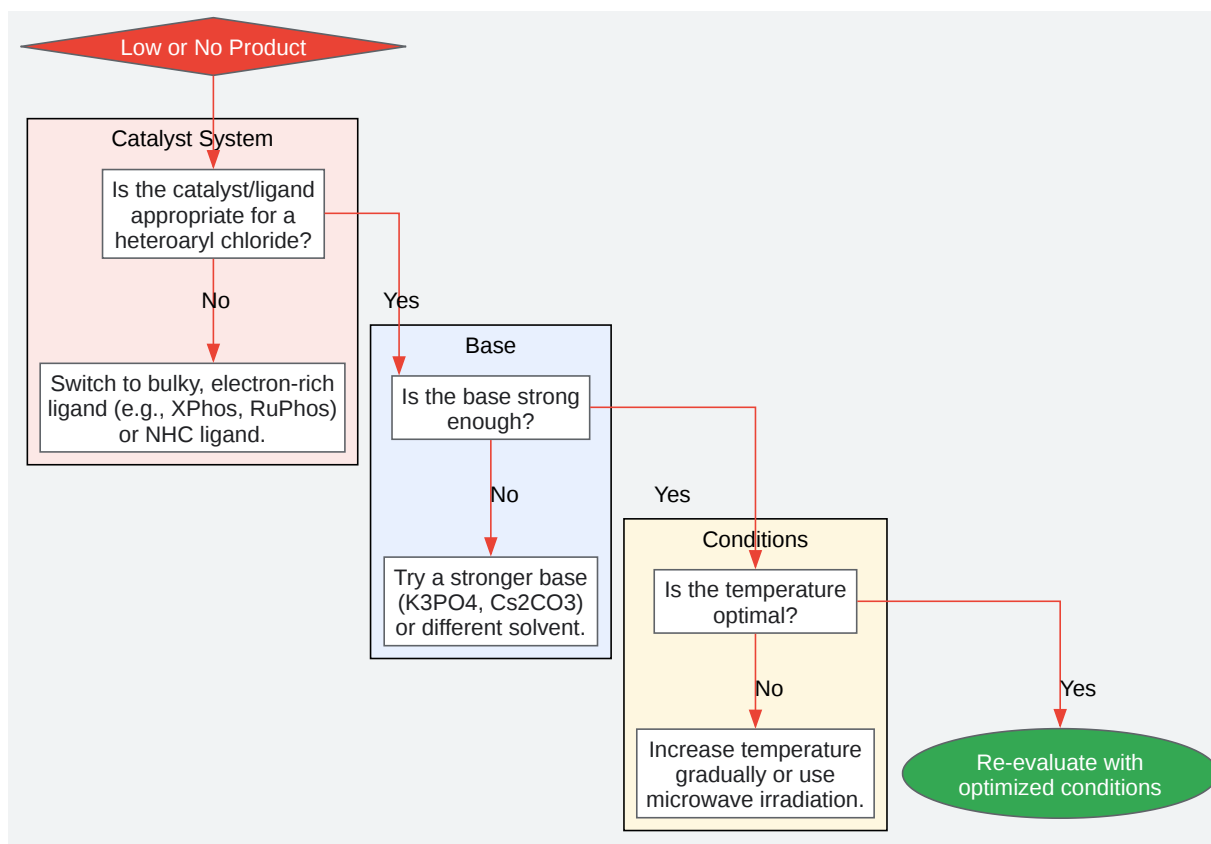 Low or No Product
Catalyst System
Is the catalyst/ligand
appropriate for a
heteroaryl chloride?
No
Yes
Switch to bulky, electron-rich
ligand (e.g., XPhos, RuPhos)
or NHC ligand.
Base
Is the base strong
enough?
No
Yes
Try a stronger base
(K3PO4, Cs2CO3)
or different solvent.
Conditions
Is the temperature
optimal?
No
Yes
Increase temperature
gradually or use
microwave irradiation.
Re-evaluate with
optimized conditions